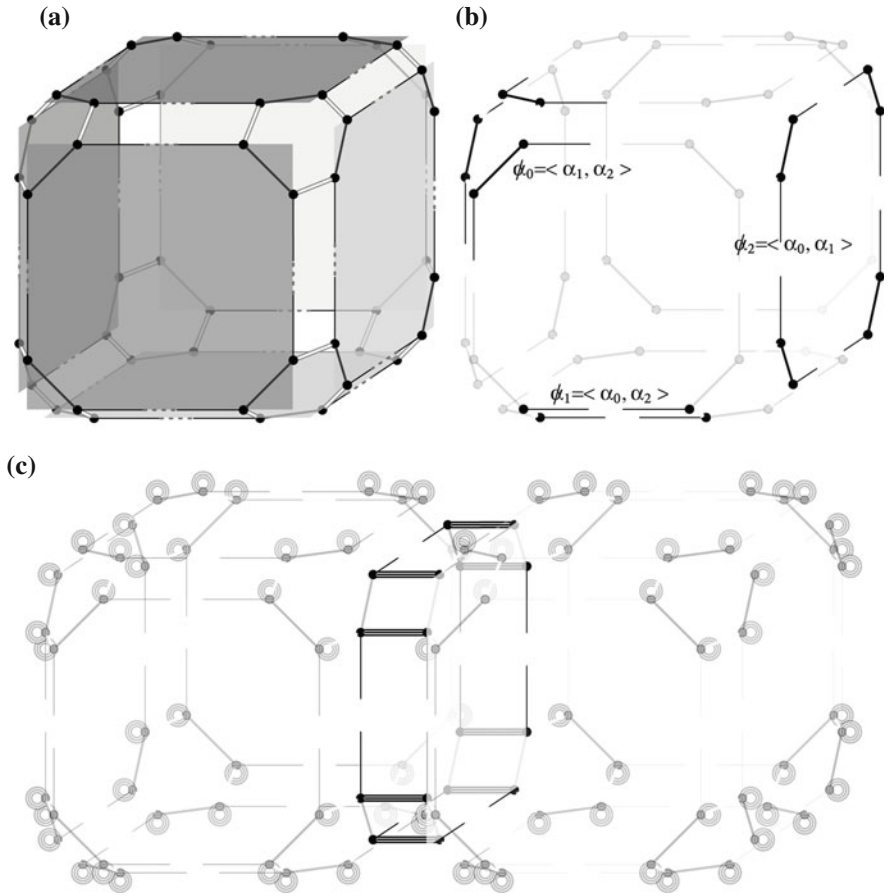 (a)
(b)
ϕ₀=< α₁, α₂ >
ϕ₂=< α₀, α₁ >
ϕ₁=< α₀, α₂ >
(c)